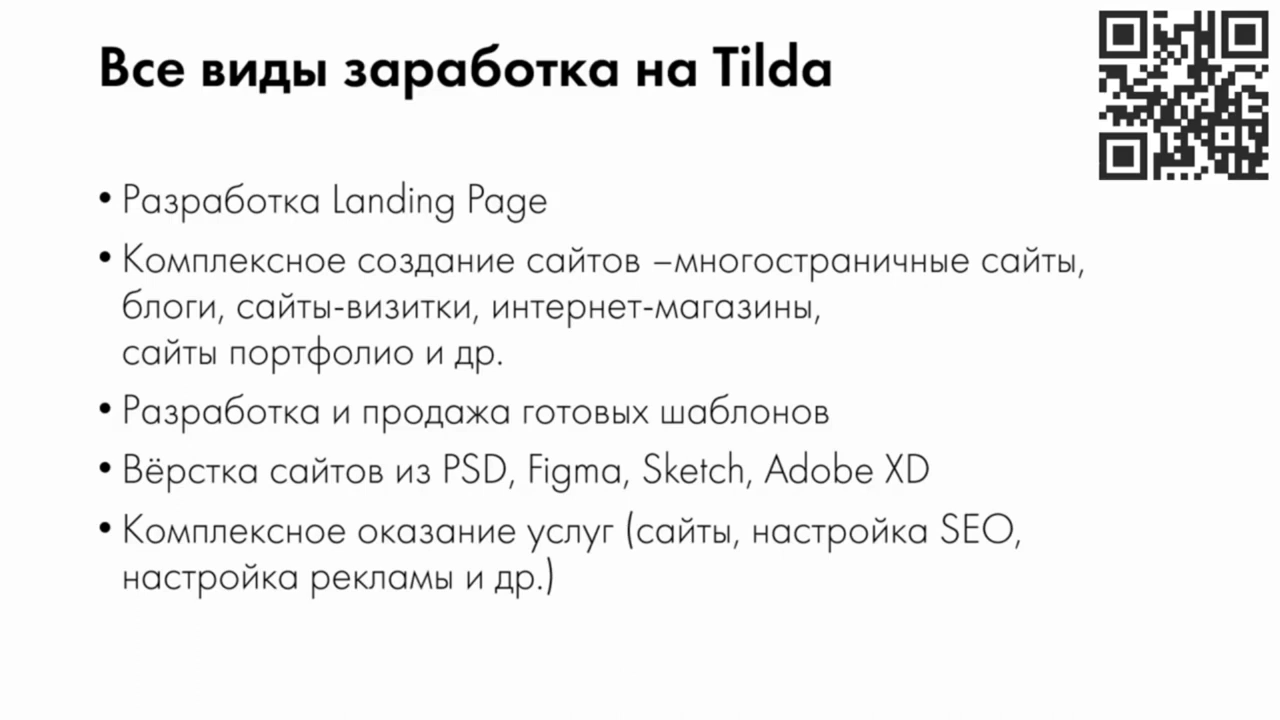 Все виды заработка на Tilda
• Разработка Landing Page
• Комплексное создание сайтов –многостраничные сайты,
блоги, сайты-визитки, интернет-магазины,
сайты портфолио и др.
• Разработка и продажа готовых шаблонов
• Вёрстка сайтов из PSD, Figma, Sketch, Adobe XD
• Комплексное оказание услуг (сайты, настройка SEO,
настройка рекламы и др.)